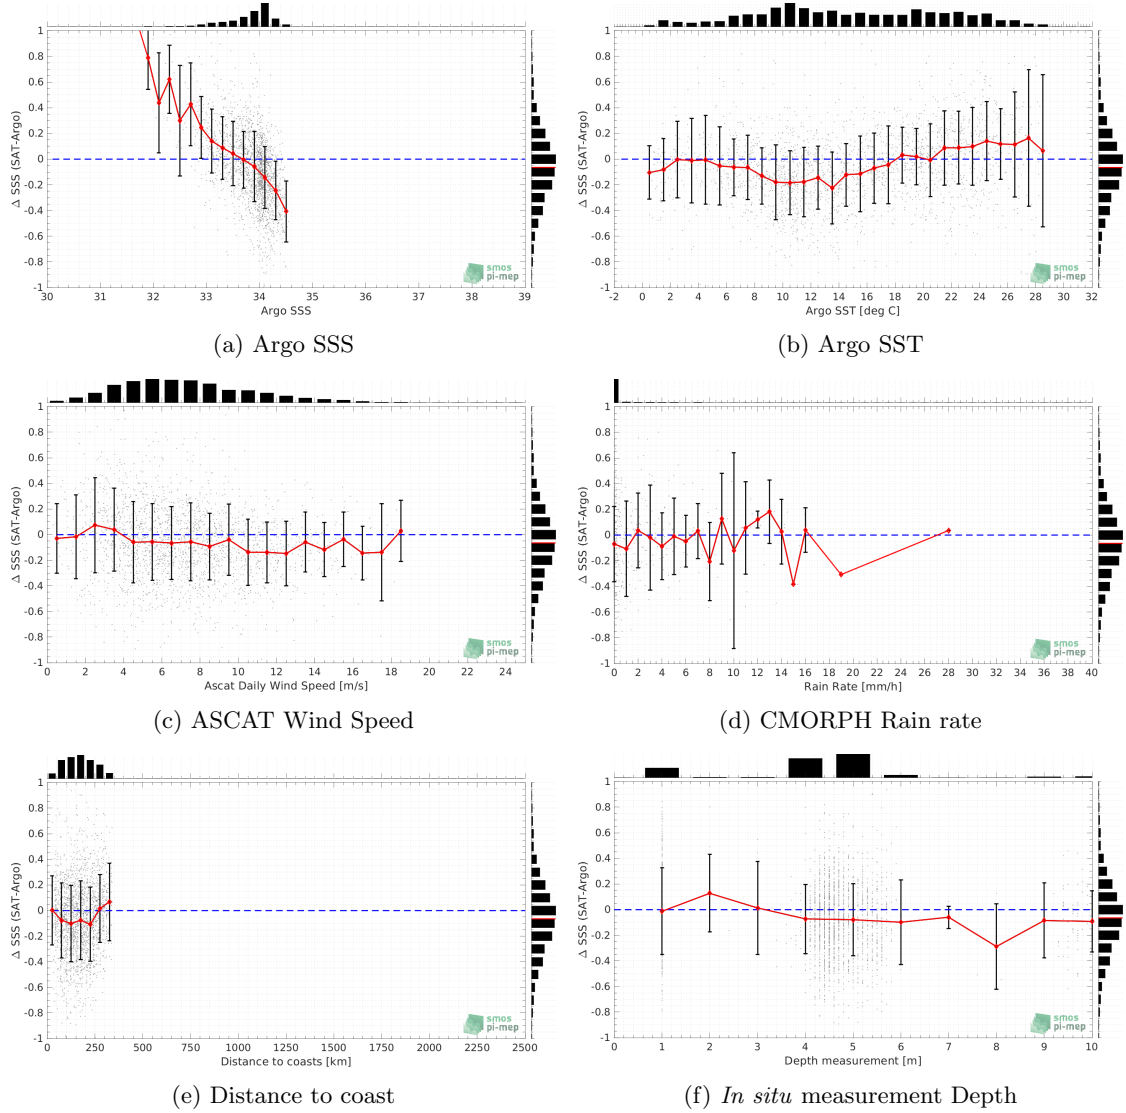 Δ SSS (SAT-Argo)
1
0.8
0.6
0.4
0.2
0
-0.2
-0.4
-0.6
-0.8
-1
30 31 32 33 34 35 36 37 38 39
Argo SSS
smos
pi-mep
(a) Argo SSS
Δ SSS (SAT-Argo)
1
0.8
0.6
0.4
0.2
0
-0.2
-0.4
-0.6
-0.8
-1
-2 0 2 4 6 8 10 12 14 16 18 20 22 24 26 28 30 32
Argo SST [deg C]
smos
pi-mep
(b) Argo SST
Δ SSS (SAT-Argo)
1
0.8
0.6
0.4
0.2
0
-0.2
-0.4
-0.6
-0.8
-1
0 2 4 6 8 10 12 14 16 18 20 22 24
Ascat Daily Wind Speed [m/s]
smos
pi-mep
(c) ASCAT Wind Speed
Δ SSS (SAT-Argo)
1
0.8
0.6
0.4
0.2
0
-0.2
-0.4
-0.6
-0.8
-1
0 2 4 6 8 10 12 14 16 18 20 22 24 26 28 30 32 34 36 38 40
Rain Rate [mm/h]
smos
pi-mep
(d) CMORPH Rain rate
Δ SSS (SAT-Argo)
1
0.8
0.6
0.4
0.2
0
-0.2
-0.4
-0.6
-0.8
-1
0 250 500 750 1000 1250 1500 1750 2000 2250 2500
Distance to coasts [km]
smos
pi-mep
(e) Distance to coast
Δ SSS (SAT-Argo)
1
0.8
0.6
0.4
0.2
0
-0.2
-0.4
-0.6
-0.8
-1
0 1 2 3 4 5 6 7 8 9 10
Depth measurement [m]
smos
pi-mep
(f) In situ measurement Depth